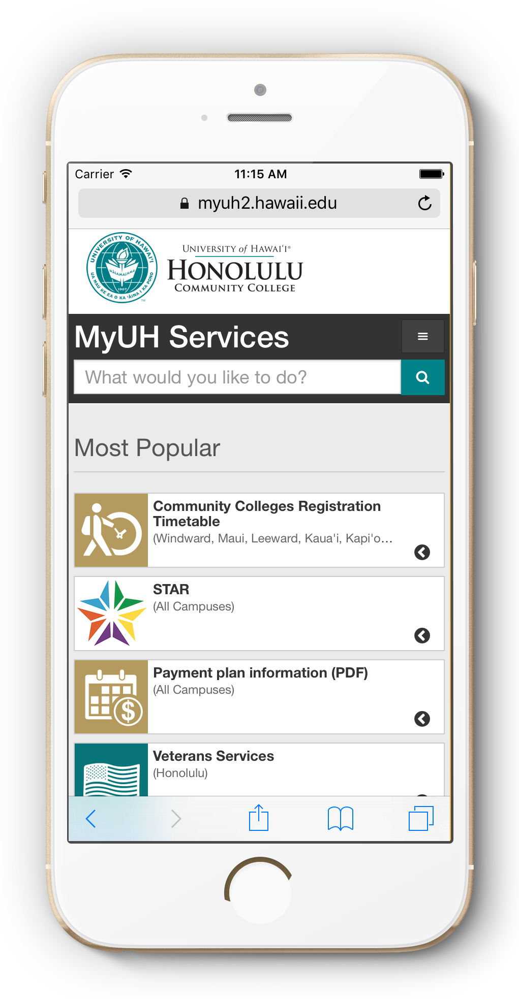 Carrier 11:15 AM
myuh2.hawaii.edu
UNIVERSITY OF HAWAI'I
MĀLAMALAMA
1907
UA MAU KE EA O KA 'ĀINA I KA PONO
TM
UNIVERSITY of HAWAI'I®
HONOLULU
COMMUNITY COLLEGE
MyUH Services
What would you like to do?
Most Popular
Community Colleges Registration
Timetable
(Windward, Maui, Leeward, Kaua'i, Kapi'o...
STAR
(All Campuses)
$
Payment plan information (PDF)
(All Campuses)
Veterans Services
(Honolulu)